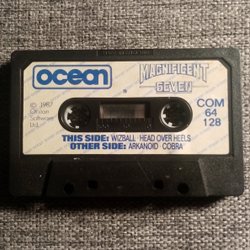 ocean
MAGNIFICENT
SEVEN
© 1987
Ocean
Software
Ltd.
COM
64
128
THIS SIDE: WIZBALL HEAD OVER HEELS
OTHER SIDE: ARKANOID COBRA